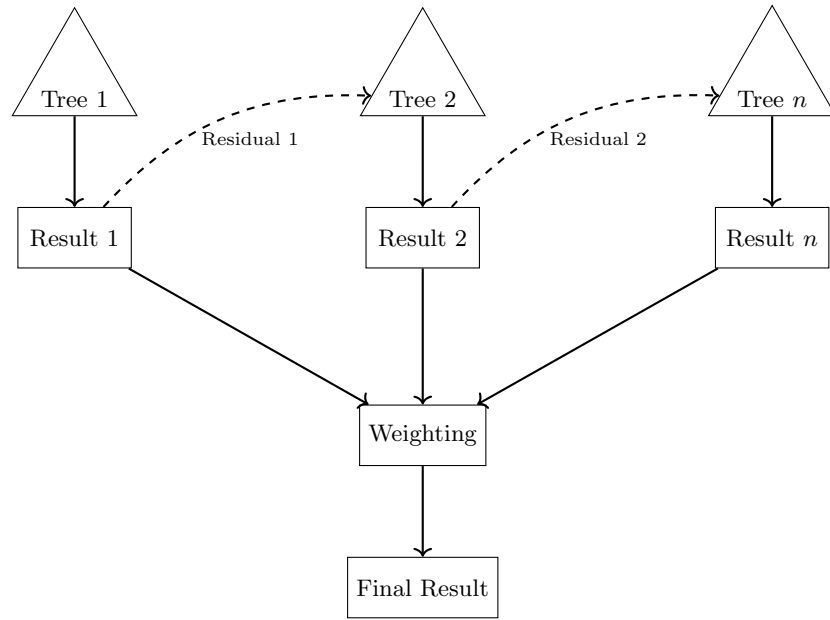 Tree 1
Tree 2
Tree n
Residual 1
Residual 2
Result 1
Result 2
Result n
Weighting
Final Result